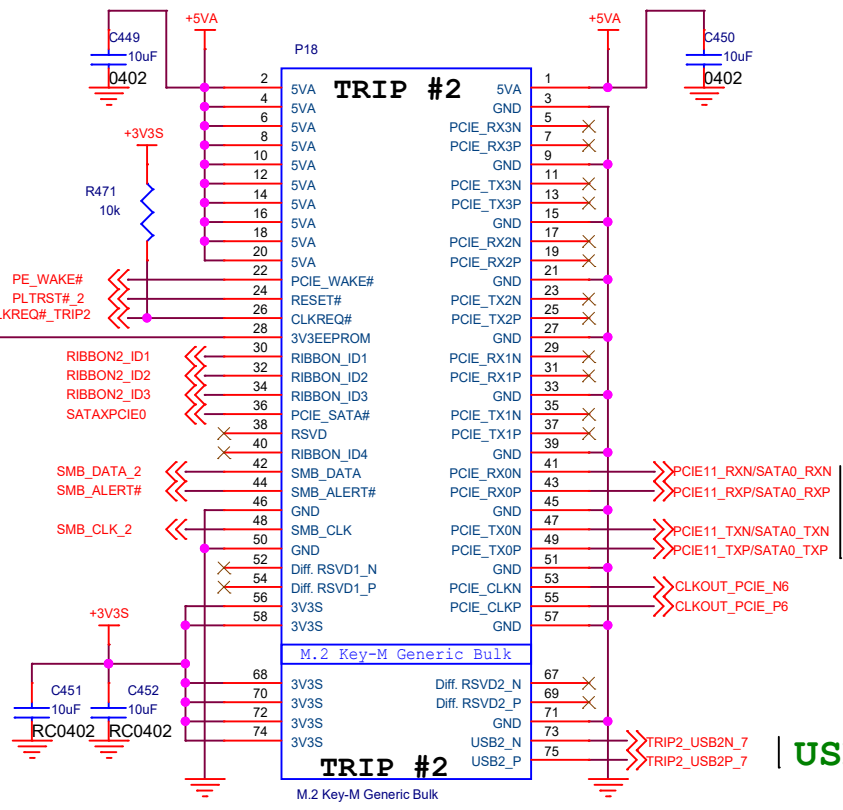 +5VA
+5VA
C449
10uF
0402
C450
10uF
0402
P18
TRIP #2
+3V3S
R471
10k
2 5VA 5VA 1
4 5VA GND 3
6 5VA PCIE_RX3N 5
8 5VA PCIE_RX3P 7
10 5VA GND 9
12 5VA PCIE_TX3N 11
14 5VA PCIE_TX3P 13
16 5VA GND 15
18 5VA PCIE_RX2N 17
20 5VA PCIE_RX2P 19
PE_WAKE# 22 PCIE_WAKE# GND 21
PLTRST#_2 24 RESET# PCIE_TX2N 23
LKREQ#_TRIP2 26 CLKREQ# PCIE_TX2P 25
28 3V3EEPROM GND 27
RIBBON2_ID1 30 RIBBON_ID1 PCIE_RX1N 29
RIBBON2_ID2 32 RIBBON_ID2 PCIE_RX1P 31
RIBBON2_ID3 34 RIBBON_ID3 GND 33
SATAXPCIE0 36 PCIE_SATA# PCIE_TX1N 35
38 RSVD PCIE_TX1P 37
40 RIBBON_ID4 GND 39
SMB_DATA_2 42 SMB_DATA PCIE_RX0N 41 PCIE11_RXN/SATA0_RXN
SMB_ALERT# 44 SMB_ALERT# PCIE_RX0P 43 PCIE11_RXP/SATA0_RXP
46 GND GND 45
SMB_CLK_2 48 SMB_CLK PCIE_TX0N 47 PCIE11_TXN/SATA0_TXN
50 GND PCIE_TX0P 49 PCIE11_TXP/SATA0_TXP
52 Diff. RSVD1_N GND 51
54 Diff. RSVD1_P PCIE_CLKN 53 CLKOUT_PCIE_N6
56 3V3S PCIE_CLKP 55 CLKOUT_PCIE_P6
58 3V3S GND 57
+3V3S
M.2 Key-M Generic Bulk
68 3V3S Diff. RSVD2_N 67
70 3V3S Diff. RSVD2_P 69
72 3V3S GND 71
74 3V3S USB2_N 73 TRIP2_USB2N_7
USB2_P 75 TRIP2_USB2P_7
US
C451
10uF
RC0402
C452
10uF
RC0402
TRIP #2
M.2 Key-M Generic Bulk